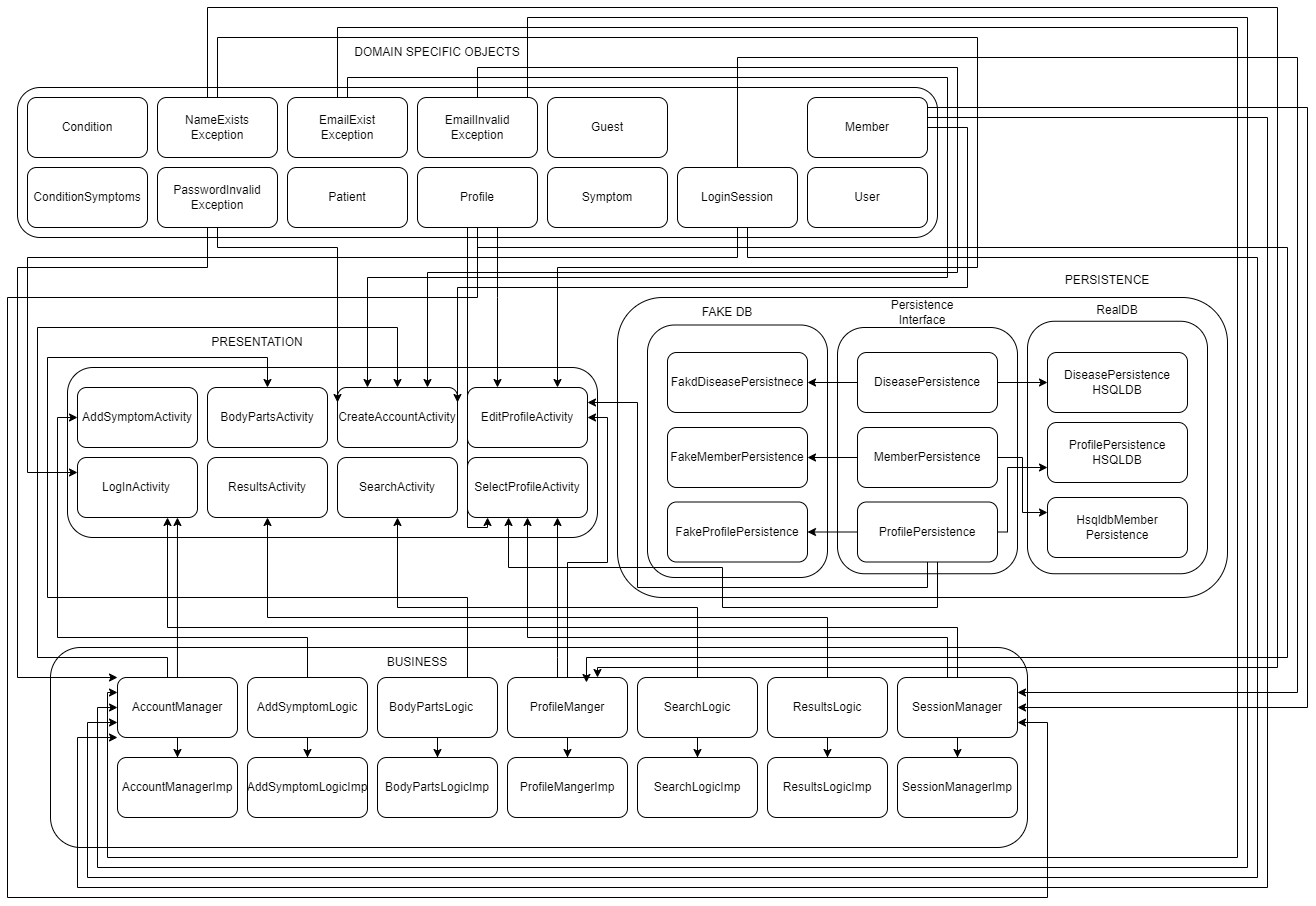 DOMAIN SPECIFIC OBJECTS
Condition
NameExists
Exception
EmailExist
Exception
EmailInvalid
Exception
Guest
Member
ConditionSymptoms
PasswordInvalid
Exception
Patient
Profile
Symptom
LoginSession
User
PERSISTENCE
FAKE DB
Persistence
Interface
RealDB
FakdDiseasePersistnece
DiseasePersistence
DiseasePersistence
HSQLDB
FakeMemberPersistence
MemberPersistence
ProfilePersistence
HSQLDB
FakeProfilePersistence
ProfilePersistence
HsqldbMember
Persistence
PRESENTATION
AddSymptomActivity
BodyPartsActivity
CreateAccountActivity
EditProfileActivity
LogInActivity
ResultsActivity
SearchActivity
SelectProfileActivity
BUSINESS
AccountManager
AddSymptomLogic
BodyPartsLogic
ProfileManger
SearchLogic
ResultsLogic
SessionManager
AccountManagerImp
AddSymptomLogicImp
BodyPartsLogicImp
ProfileMangerImp
SearchLogicImp
ResultsLogicImp
SessionManagerImp